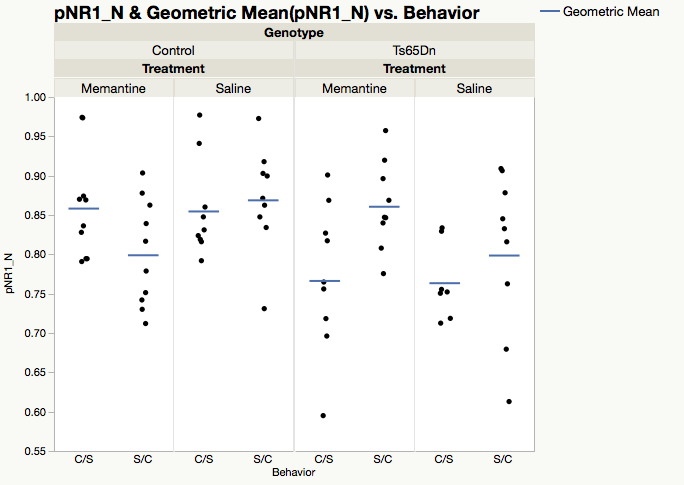 pNR1_N & Geometric Mean(pNR1_N) vs. Behavior
Geometric Mean
Genotype
Control Ts65Dn
Treatment Treatment
Memantine Saline Memantine Saline
1.00
0.95
0.90
0.85
0.80
0.75
0.70
0.65
0.60
0.55
pNR1_N
C/S S/C C/S S/C C/S S/C C/S S/C
Behavior